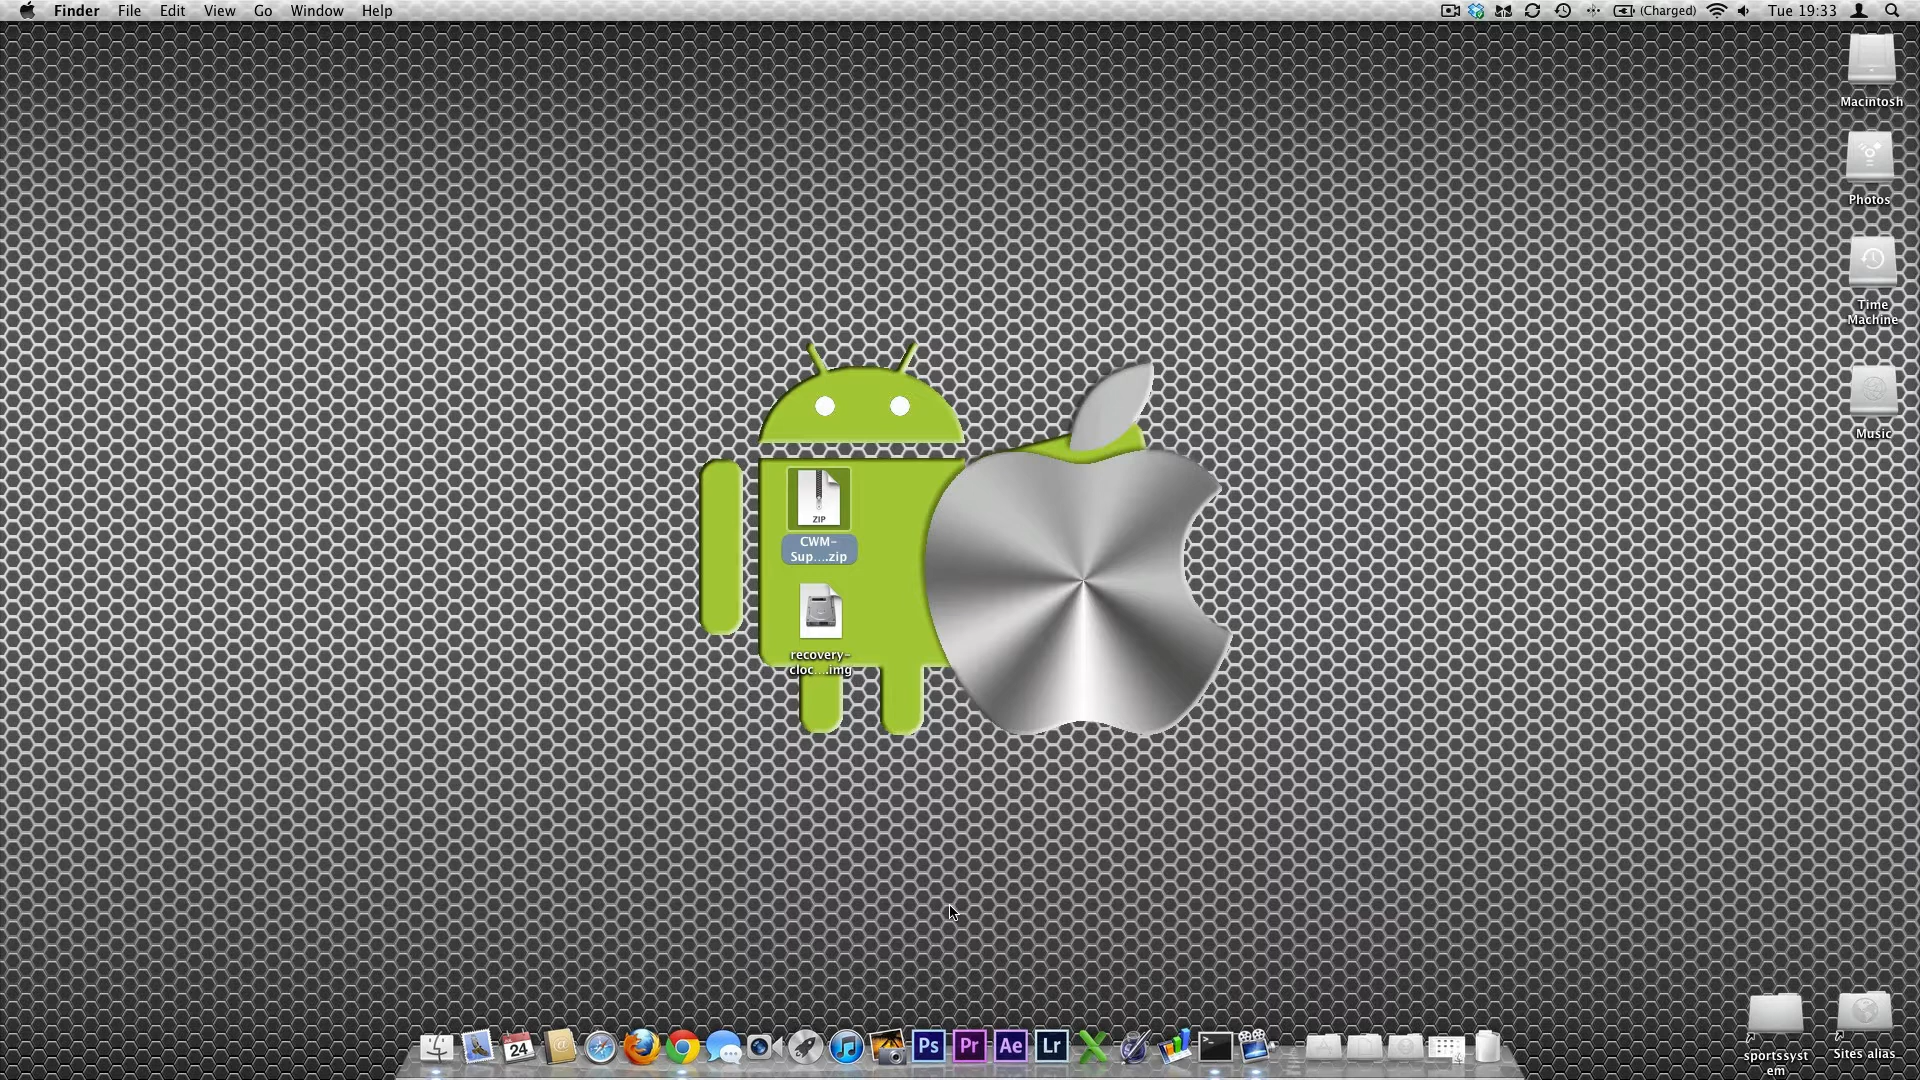 Finder File Edit View Go Window Help
(Charged) Tue 19:33
Macintosh
Photos
Time
Machine
Music
ZIP
CWM-
Sup....zip
recovery-
cloc....img
sportssyst
em
Sites alias
24
Ps Pr Ae Lr